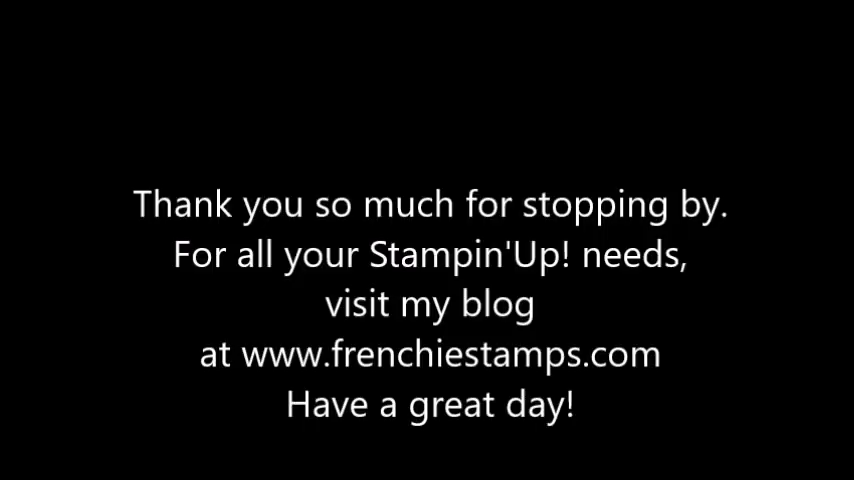 Thank you so much for stopping by.
For all your Stampin'Up! needs,
visit my blog
at www.frenchiestamps.com
Have a great day!